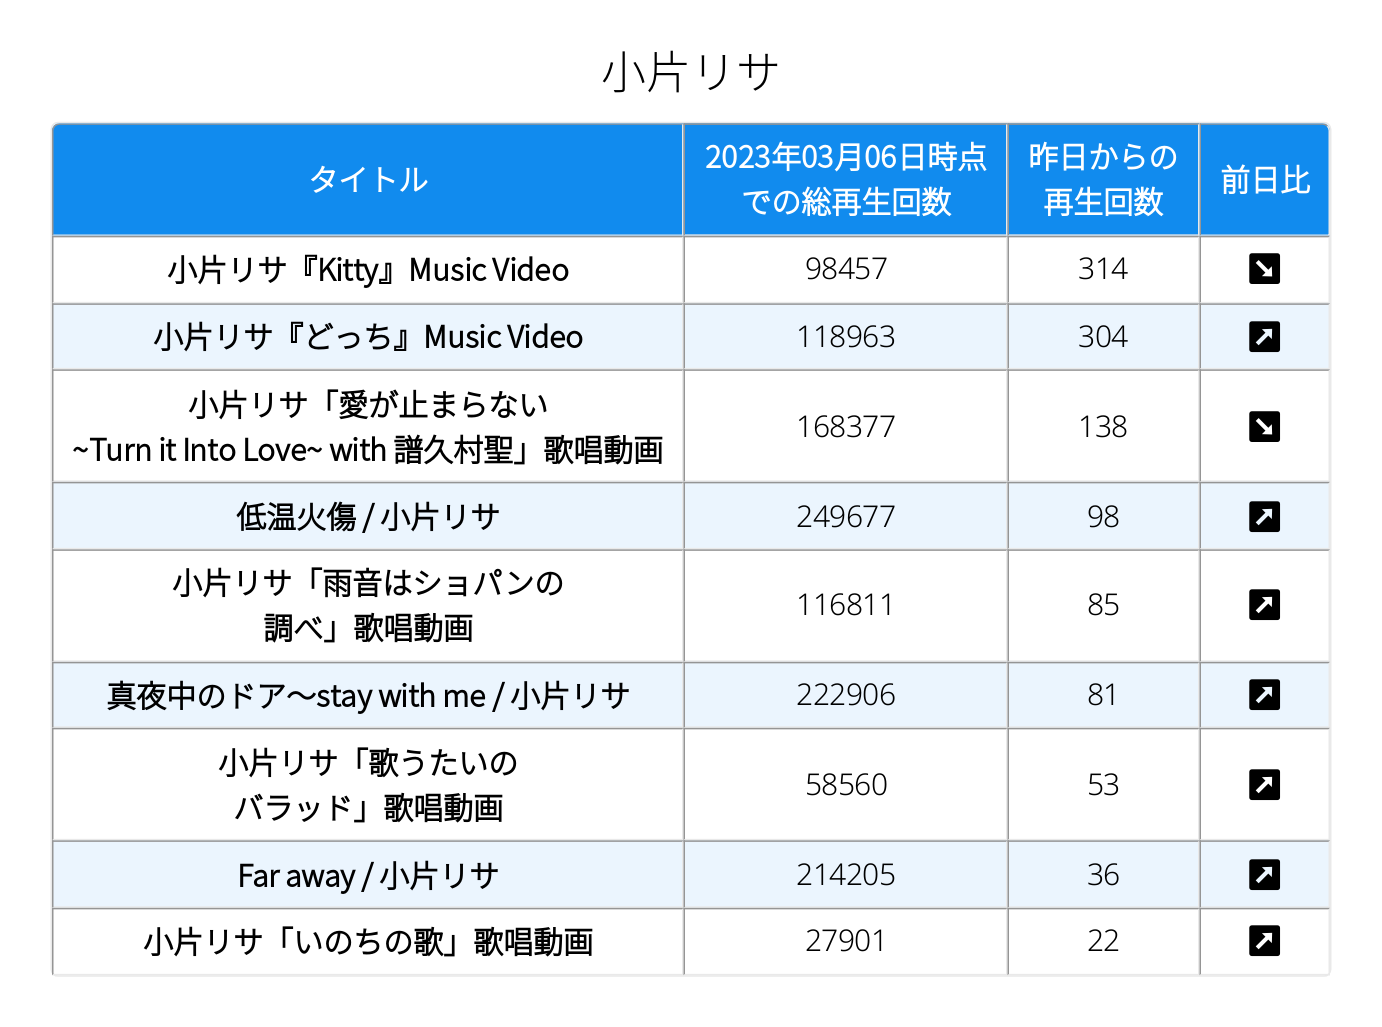 小片リサ
タイトル
2023年03月06日時点
での総再生回数
昨日からの
再生回数
前日比
小片リサ『Kitty』Music Video
98457
314
小片リサ『どっち』Music Video
118963
304
小片リサ「愛が止まらない
~Turn it Into Love~ with 譜久村聖」歌唱動画
168377
138
低温火傷 / 小片リサ
249677
98
小片リサ「雨音はショパンの
調べ」歌唱動画
116811
85
真夜中のドア〜stay with me / 小片リサ
222906
81
小片リサ「歌うたいの
バラッド」歌唱動画
58560
53
Far away / 小片リサ
214205
36
小片リサ「いのちの歌」歌唱動画
27901
22